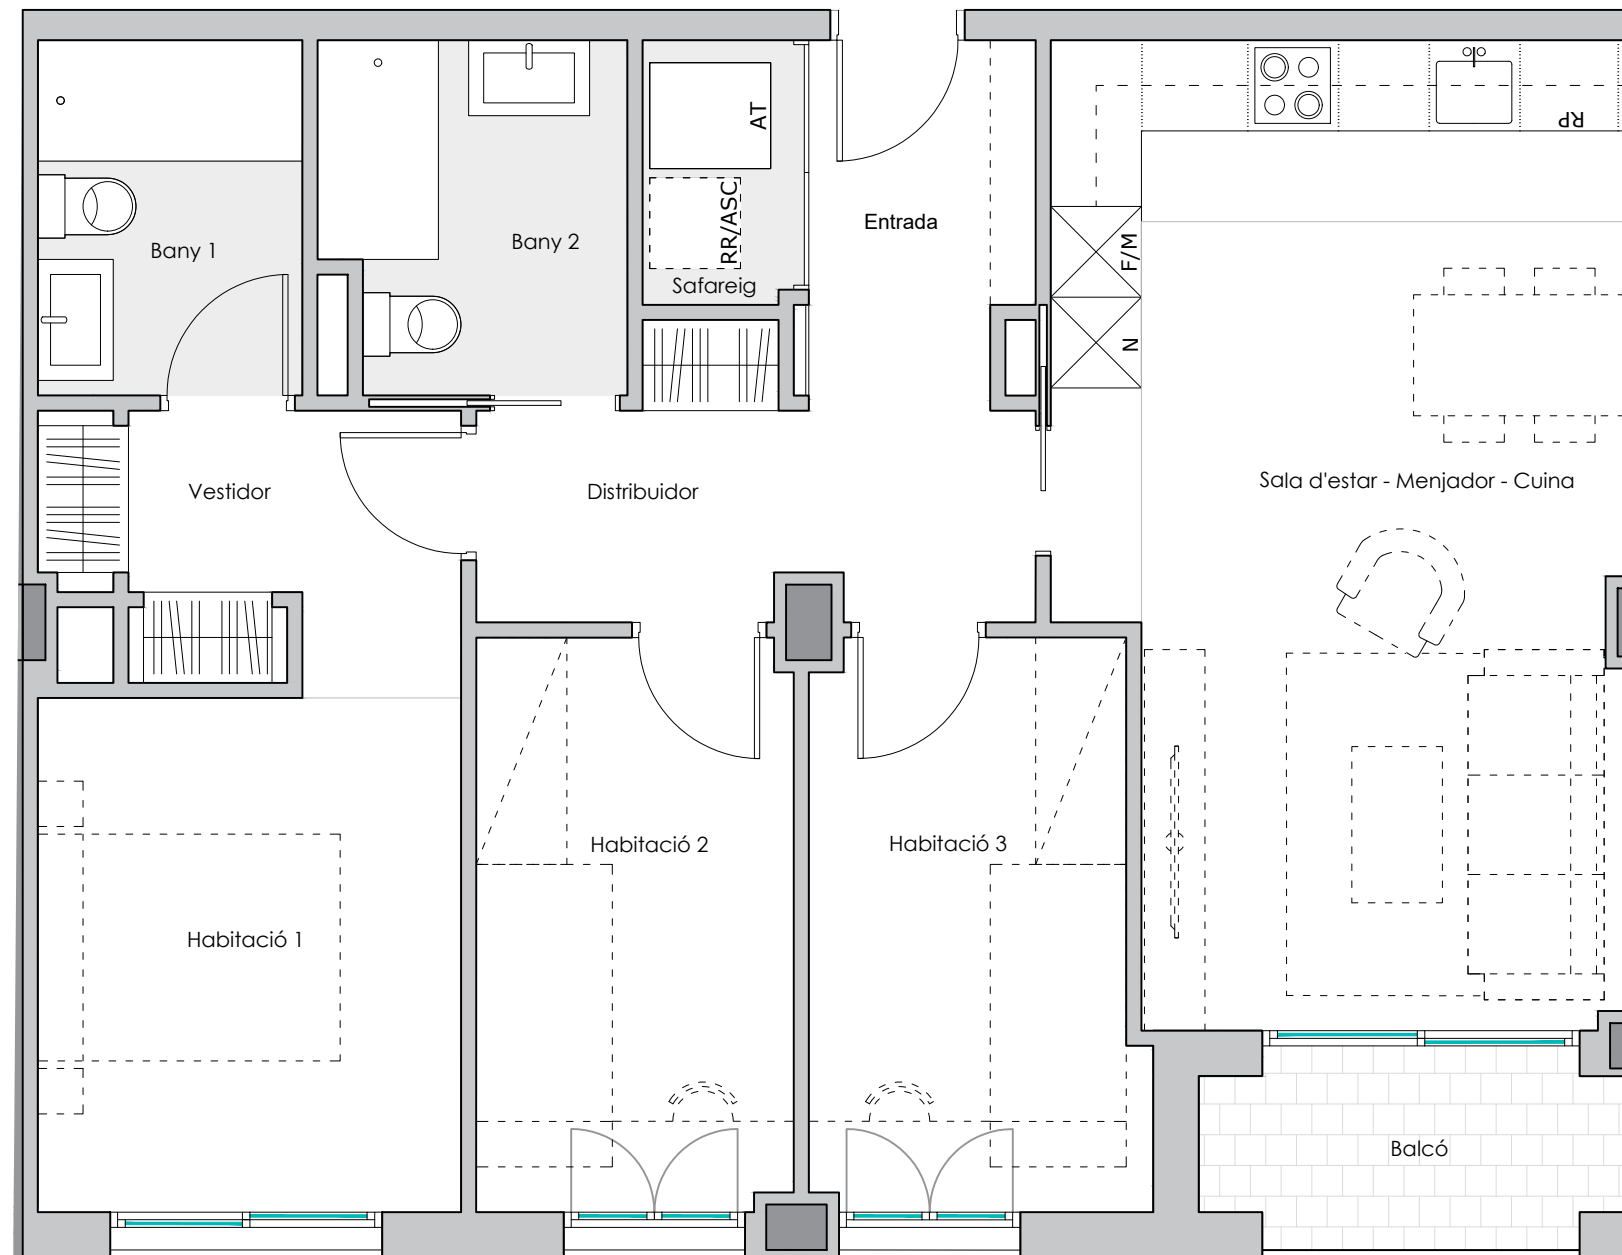 AT
RP
RR/ASC
Entrada
Bany 2
Bany 1
F/M
Safareig
N
Sala d'estar - Menjador - Cuina
Vestidor
Distribuidor
Habitació 2
Habitació 3
Habitació 1
Balcó